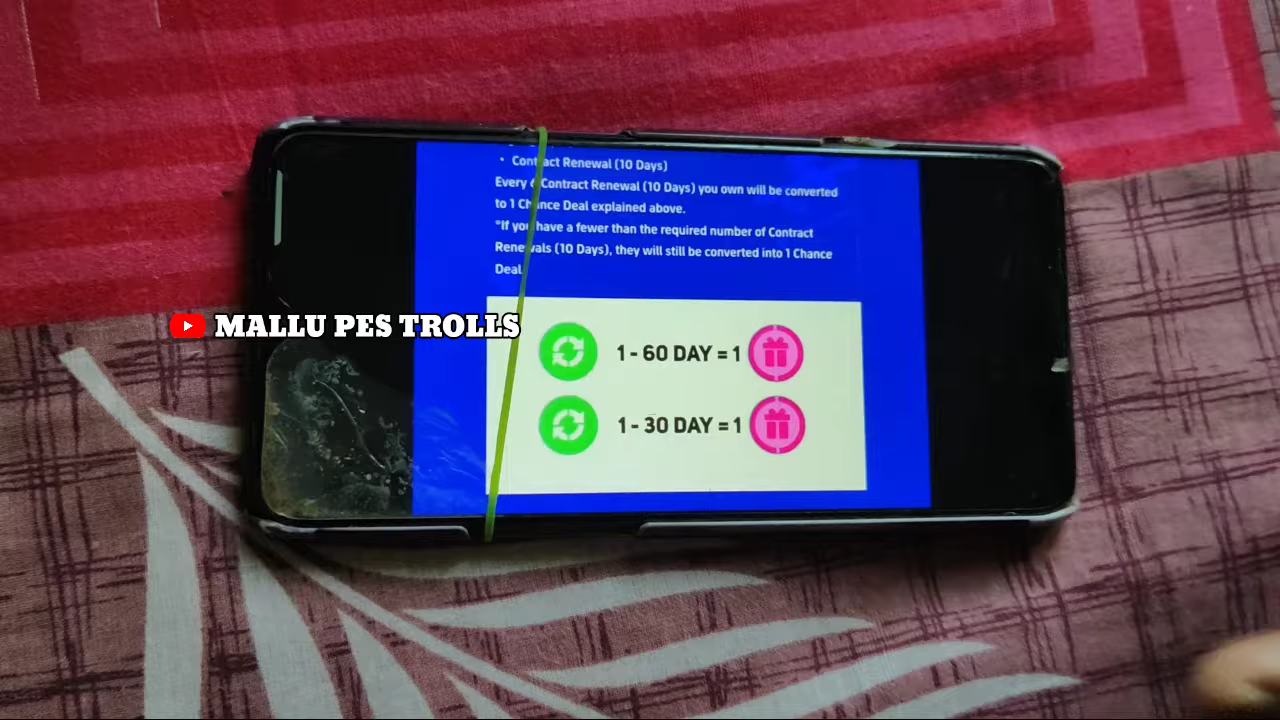 • Contract Renewal (10 Days)
Every Contract Renewal (10 Days) you own will be converted
to 1 Chance Deal explained above.
*If you have a fewer than the required number of Contract
Renewals (10 Days), they will still be converted into 1 Chance
Deal
MALLU PES TROLLS
1 - 60 DAY = 1
1 - 30 DAY = 1